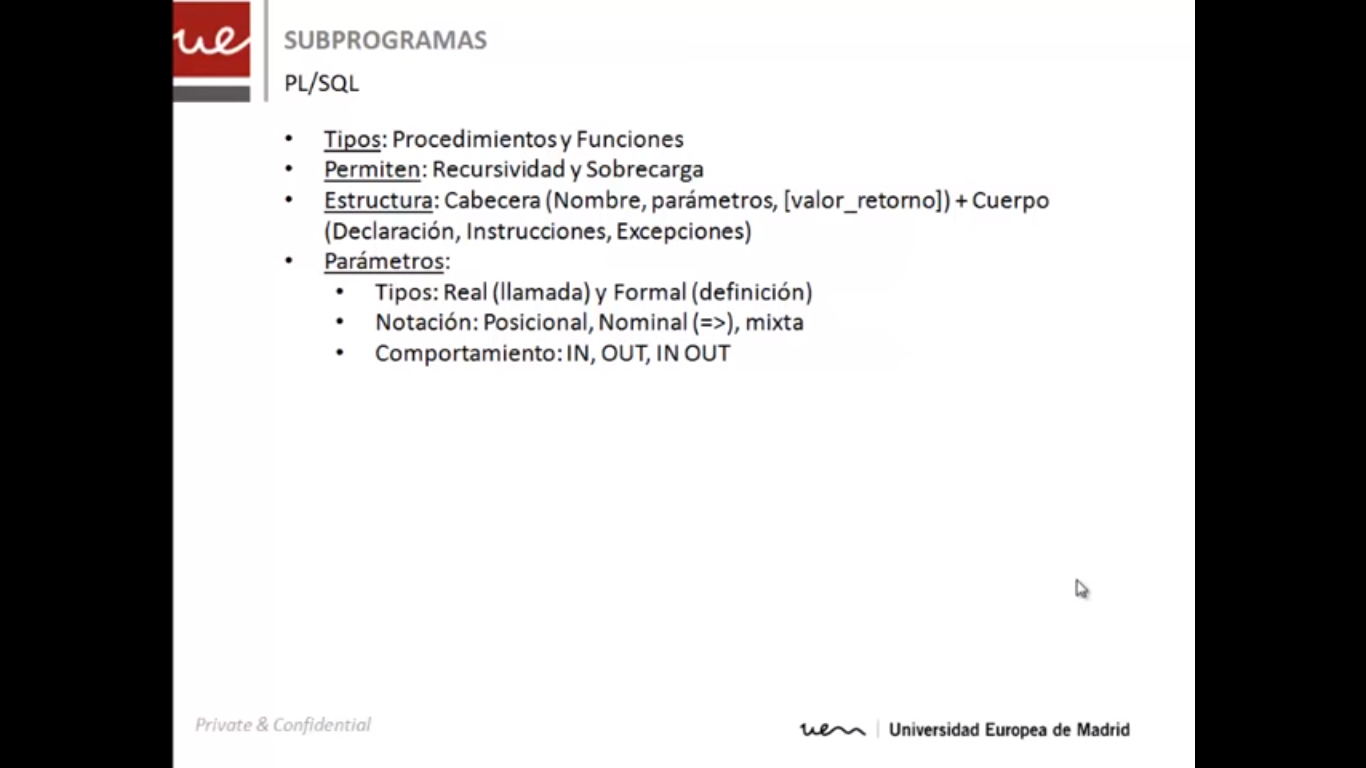 ue
SUBPROGRAMAS
PL/SQL
• Tipos: Procedimientos y Funciones
• Permiten: Recursividad y Sobrecarga
• Estructura: Cabecera (Nombre, parámetros, [valor_retorno]) + Cuerpo
(Declaración, Instrucciones, Excepciones)
• Parámetros:
• Tipos: Real (llamada) y Formal (definición)
• Notación: Posicional, Nominal (=>), mixta
• Comportamiento: IN, OUT, IN OUT
Private & Confidential
uem Universidad Europea de Madrid